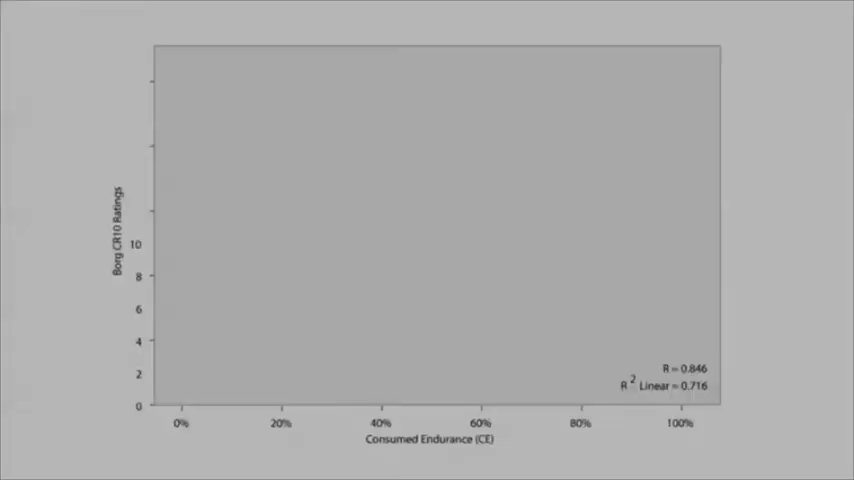 Borg CR10 Ratings
10
8
6
4
2
0
R = 0.846
R 2 Linear = 0.716
0% 20% 40% 60% 80% 100%
Consumed Endurance (CE)